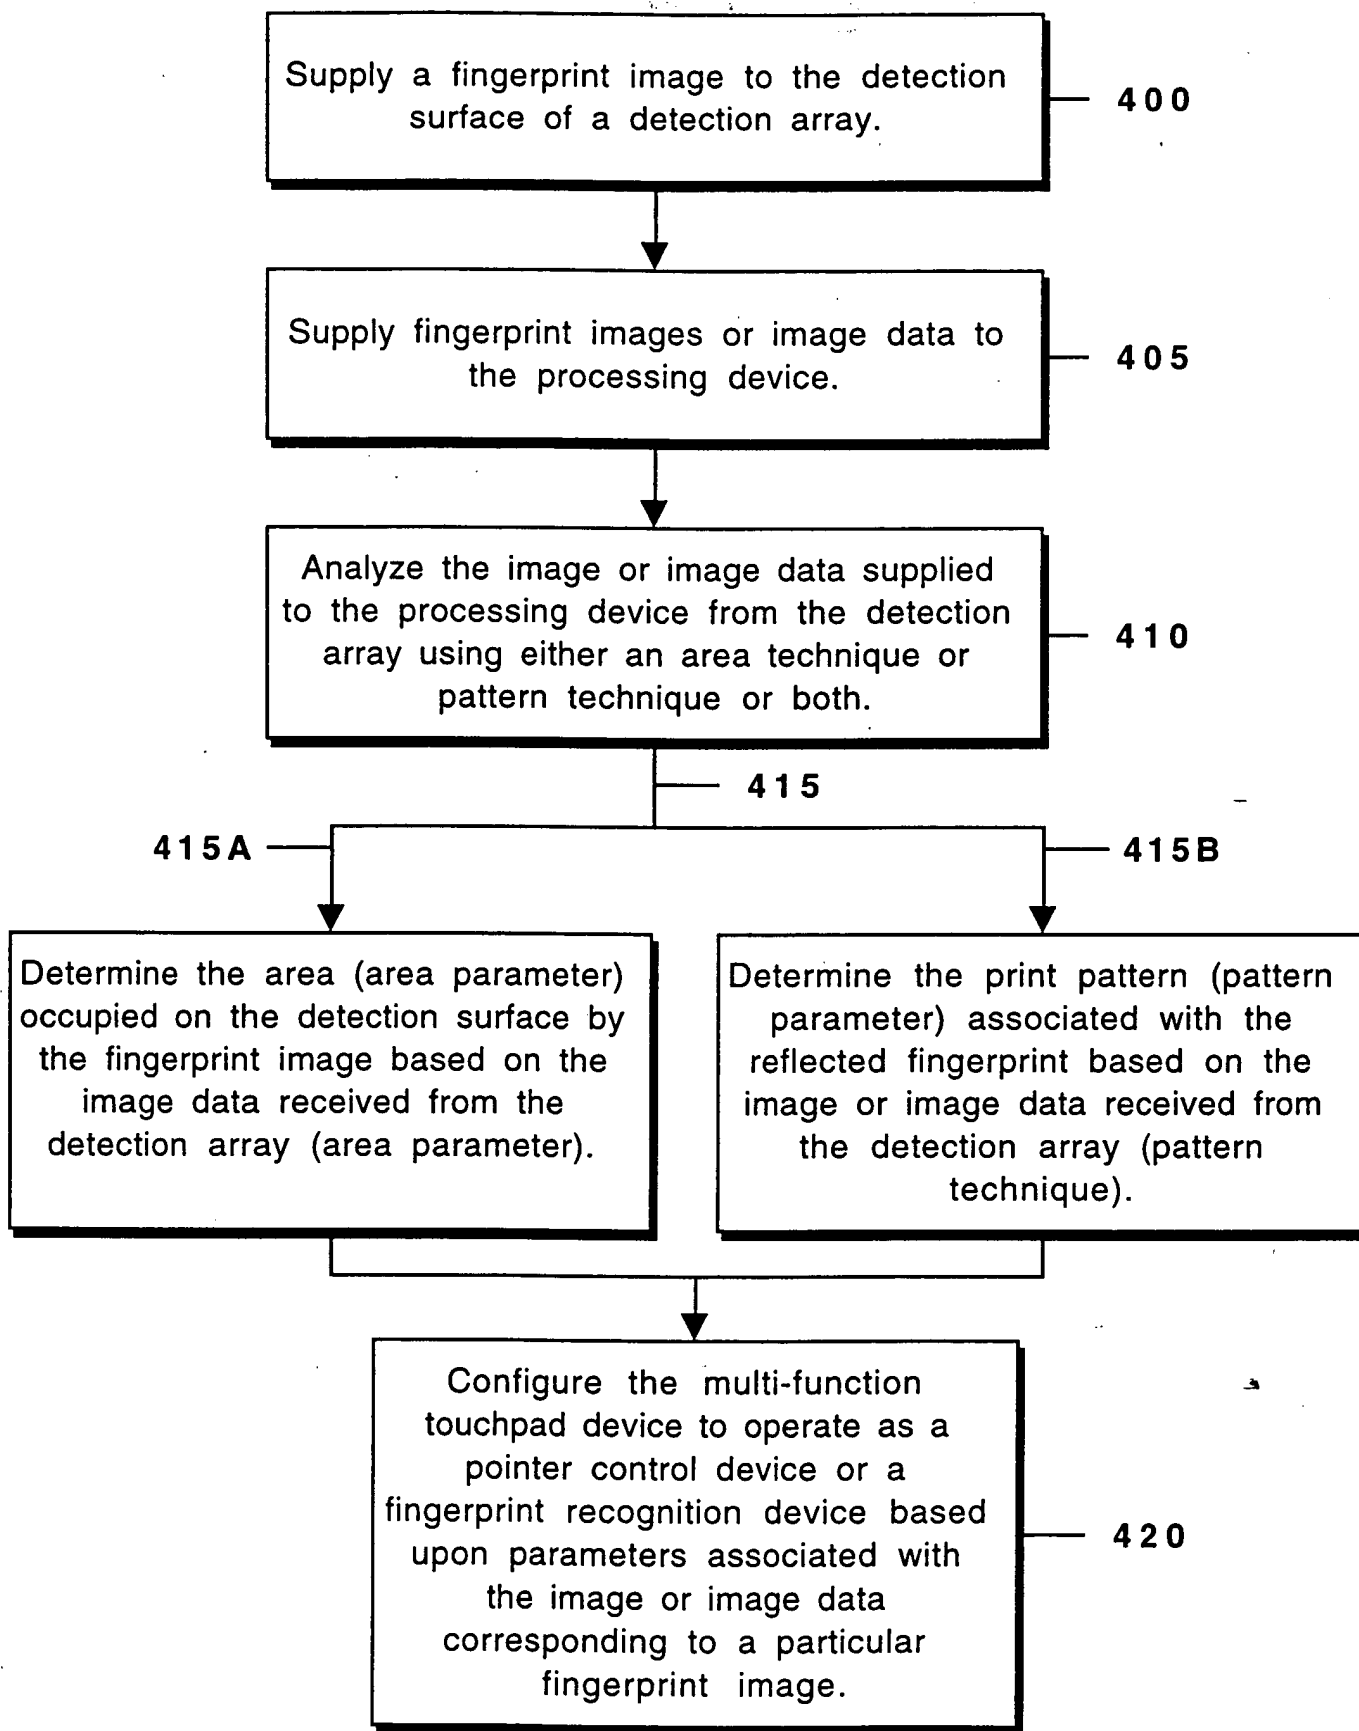 Supply a fingerprint image to the detection
surface of a detection array.
400
Supply fingerprint images or image data to
the processing device.
405
Analyze the image or image data supplied
to the processing device from the detection
array using either an area technique or
pattern technique or both.
410
415
415A
415B
Determine the area (area parameter)
occupied on the detection surface by
the fingerprint image based on the
image data received from the
detection array (area parameter).
Determine the print pattern (pattern
parameter) associated with the
reflected fingerprint based on the
image or image data received from
the detection array (pattern
technique).
Configure the multi-function
touchpad device to operate as a
pointer control device or a
fingerprint recognition device based
upon parameters associated with
the image or image data
corresponding to a particular
fingerprint image.
420